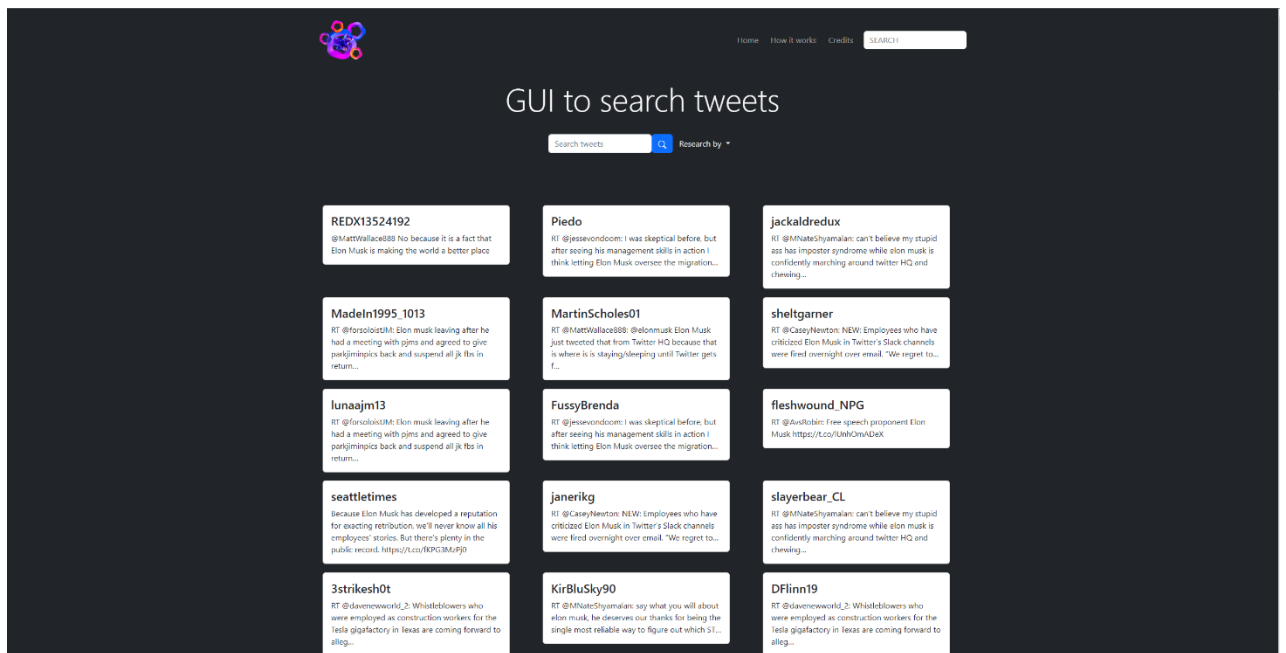 Home How it works Credits SEARCH
GUI to search tweets
Search tweets Research by
REDX13524192
@MattWallace888 No because it is a fact that
Elon Musk is making the world a better place
Piedo
RT @jessevondoom: I was skeptical before, but
after seeing his management skills in action I
think letting Elon Musk oversee the migration...
jackaldredux
RT @MNateShyamalan: can't believe my stupid
ass has imposter syndrome while elon musk is
confidently marching around twitter HQ and
chewing...
MadeIn1995_1013
RT @forsoloistJM: Elon musk leaving after he
had a meeting with pjms and agreed to give
parkjiminpics back and suspend all jk fbs in
return...
MartinScholes01
RT @MattWallace888: @elonmusk Elon Musk
just tweeted that from Twitter HQ because that
is where is is staying/sleeping until Twitter gets
f...
sheltgarner
RT @CaseyNewton: NEW: Employees who have
criticized Elon Musk in Twitter's Slack channels
were fired overnight over email. "We regret to...
lunaajm13
RT @forsoloistJM: Elon musk leaving after he
had a meeting with pjms and agreed to give
parkjiminpics back and suspend all jk fbs in
return...
FussyBrenda
RT @jessevondoom: I was skeptical before, but
after seeing his management skills in action I
think letting Elon Musk oversee the migration...
fleshwound_NPG
RT @AvsRobin: Free speech proponent Elon
Musk https://t.co/lUnhOmADeX
seattletimes
Because Elon Musk has developed a reputation
for exacting retribution, we'll never know all his
employees' stories. But there's plenty in the
public record. https://t.co/fKPG3MzPj0
janerikg
RT @CaseyNewton: NEW: Employees who have
criticized Elon Musk in Twitter's Slack channels
were fired overnight over email. "We regret to...
slayerbear_CL
RT @MNateShyamalan: can't believe my stupid
ass has imposter syndrome while elon musk is
confidently marching around twitter HQ and
chewing...
3strikesh0t
RT @davenewworld_2: Whistleblowers who
were employed as construction workers for the
Tesla gigafactory in Texas are coming forward to
alleg...
KirBluSky90
RT @MNateShyamalan: say what you will about
elon musk, he deserves our thanks for being the
single most reliable way to figure out which ST...
DFlinn19
RT @davenewworld_2: Whistleblowers who
were employed as construction workers for the
Tesla gigafactory in Texas are coming forward to
alleg...